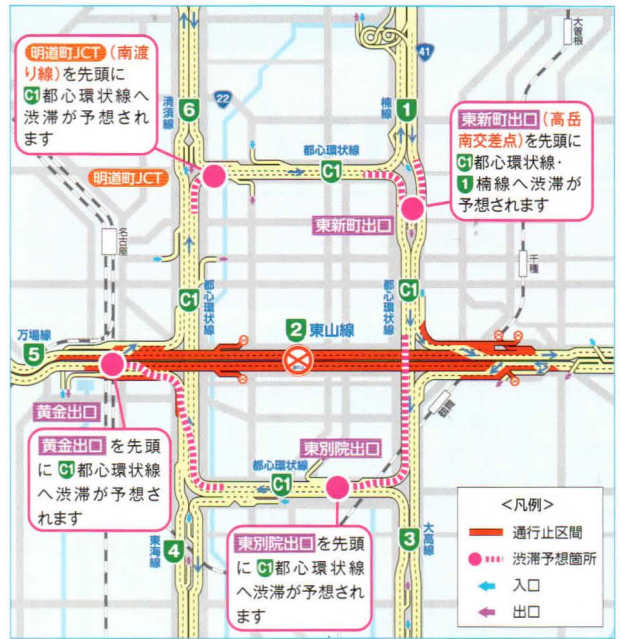 明道町JCT（南渡
り線）を先頭に
C1都心環状線へ
渋滞が予想され
ます
明道町JCT
6
清須線
22
1
楠線
41
大曽根
東新町出口（高岳
南交差点）を先頭に
C1都心環状線・
1楠線へ渋滞が
予想されます
都心環状線
C1
東新町出口
名古屋
千種
C1
都心環状線
都心環状線
C1
万場線
5
2 東山線
黄金出口
黄金出口を先頭
にC1都心環状線
へ渋滞が予想さ
れます
鶴舞
東別院出口
都心環状線
C1
東海線
4
東別院出口を先頭
にC1都心環状線
へ渋滞が予想され
ます
3
大高線
＜凡例＞
通行止区間
渋滞予想箇所
入口
出口